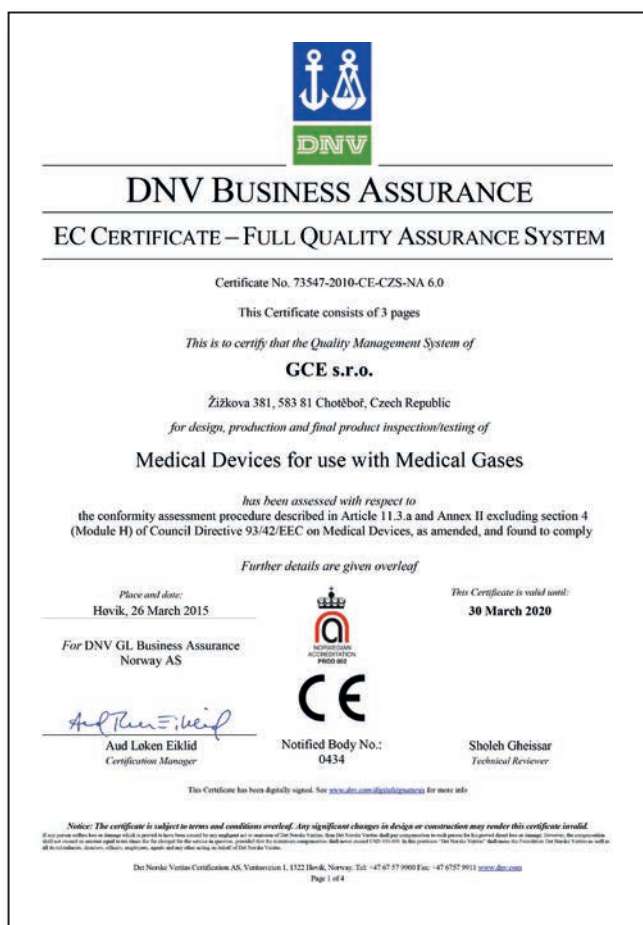 DNV
DNV BUSINESS ASSURANCE
EC CERTIFICATE – FULL QUALITY ASSURANCE SYSTEM
Certificate No. 73547-2010-CE-CZS-NA 6.0
This Certificate consists of 3 pages
This is to certify that the Quality Management System of
GCE s.r.o.
Žižkova 381, 583 81 Chotěboř, Czech Republic
for design, production and final product inspection/testing of
Medical Devices for use with Medical Gases
has been assessed with respect to
the conformity assessment procedure described in Article 11.3.a and Annex II excluding section 4
(Module H) of Council Directive 93/42/EEC on Medical Devices, as amended, and found to comply
Further details are given overleaf
Place and date:
Høvik, 26 March 2015
For DNV GL Business Assurance
Norway AS
Aud Løken Eiklid
Certification Manager
NORWEGIAN
ACCREDITATION
PROD 002
CE
Notified Body No.:
0434
This Certificate is valid until:
30 March 2020
Sholeh Gheissar
Technical Reviewer
This Certificate has been digitally signed. See www.dnv.com/digitalsignatures for more info
Notice: The certificate is subject to terms and conditions overleaf. Any significant changes in design or construction may render this certificate invalid.
Det Norske Veritas Certification AS, Veritasveien 1, 1322 Høvik, Norway. Tel: +47 67 57 9900 Fax: +47 6757 9911 www.dnv.com
Page 1 of 4